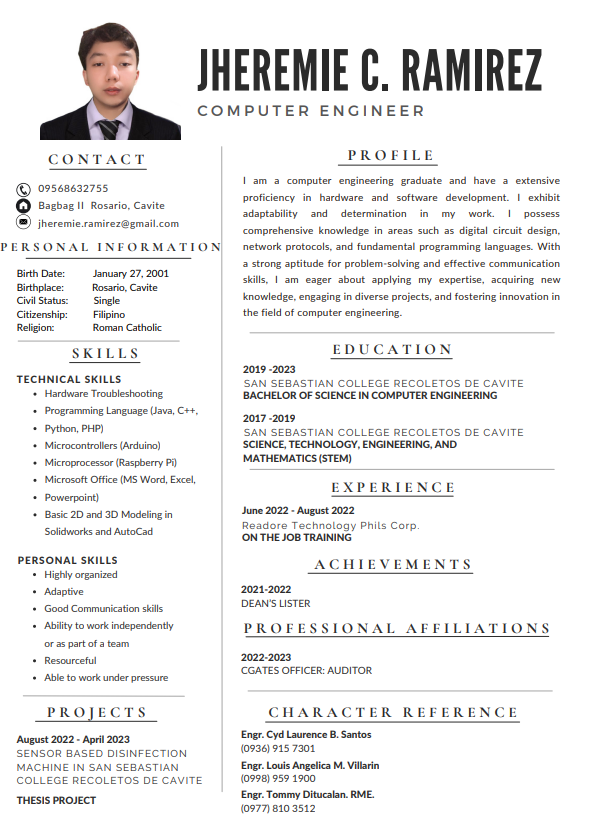 JHEREMIE C. RAMIREZ
COMPUTER ENGINEER
CONTACT
09568632755
Bagbag II Rosario, Cavite
jheremie.ramirez@gmail.com
PERSONAL INFORMATION
Birth Date: January 27, 2001
Birthplace: Rosario, Cavite
Civil Status: Single
Citizenship: Filipino
Religion: Roman Catholic
SKILLS
TECHNICAL SKILLS
• Hardware Troubleshooting
• Programming Language (Java, C++,
• Python, PHP)
• Microcontrollers (Arduino)
• Microprocessor (Raspberry Pi)
• Microsoft Office (MS Word, Excel,
• Powerpoint)
• Basic 2D and 3D Modeling in
Solidworks and AutoCad
PERSONAL SKILLS
• Highly organized
• Adaptive
• Good Communication skills
• Ability to work independently
or as part of a team
• Resourceful
• Able to work under pressure
PROJECTS
August 2022 - April 2023
SENSOR BASED DISINFECTION
MACHINE IN SAN SEBASTIAN
COLLEGE RECOLETOS DE CAVITE
THESIS PROJECT
PROFILE
I am a computer engineering graduate and have a extensive
proficiency in hardware and software development. I exhibit
adaptability and determination in my work. I possess
comprehensive knowledge in areas such as digital circuit design,
network protocols, and fundamental programming languages. With
a strong aptitude for problem-solving and effective communication
skills, I am eager about applying my expertise, acquiring new
knowledge, engaging in diverse projects, and fostering innovation in
the field of computer engineering.
EDUCATION
2019 -2023
SAN SEBASTIAN COLLEGE RECOLETOS DE CAVITE
BACHELOR OF SCIENCE IN COMPUTER ENGINEERING
2017 -2019
SAN SEBASTIAN COLLEGE RECOLETOS DE CAVITE
SCIENCE, TECHNOLOGY, ENGINEERING, AND
MATHEMATICS (STEM)
EXPERIENCE
June 2022 - August 2022
Readore Technology Phils Corp.
ON THE JOB TRAINING
ACHIEVEMENTS
2021-2022
DEAN'S LISTER
PROFESSIONAL AFFILIATIONS
2022-2023
CGATES OFFICER: AUDITOR
CHARACTER REFERENCE
Engr. Cyd Laurence B. Santos
(0936) 915 7301
Engr. Louis Angelica M. Villarin
(0998) 959 1900
Engr. Tommy Ditucalan. RME.
(0977) 810 3512